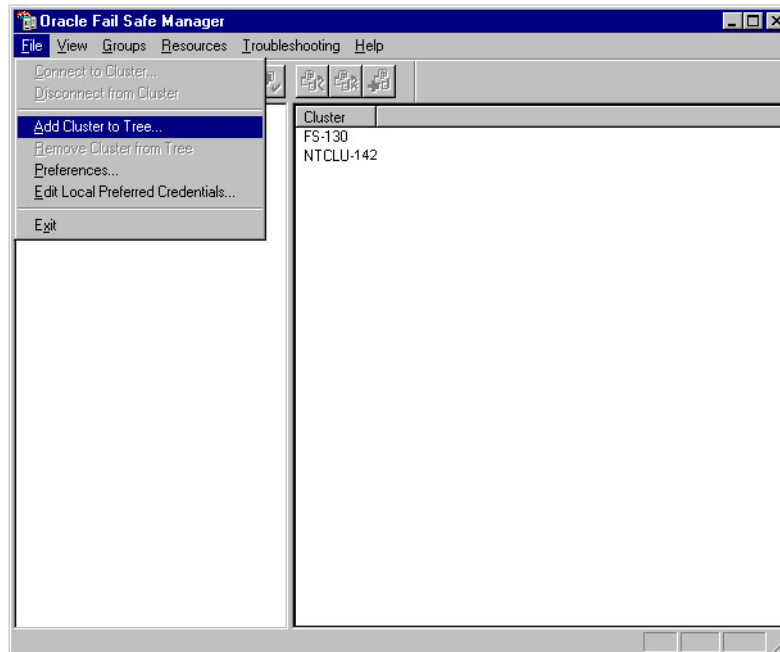 Oracle Fail Safe Manager
File View Groups Resources Troubleshooting Help
Connect to Cluster...
Disconnect from Cluster
Add Cluster to Tree...
Remove Cluster from Tree
Preferences...
Edit Local Preferred Credentials...
Exit
Cluster
FS-130
NTCLU-142